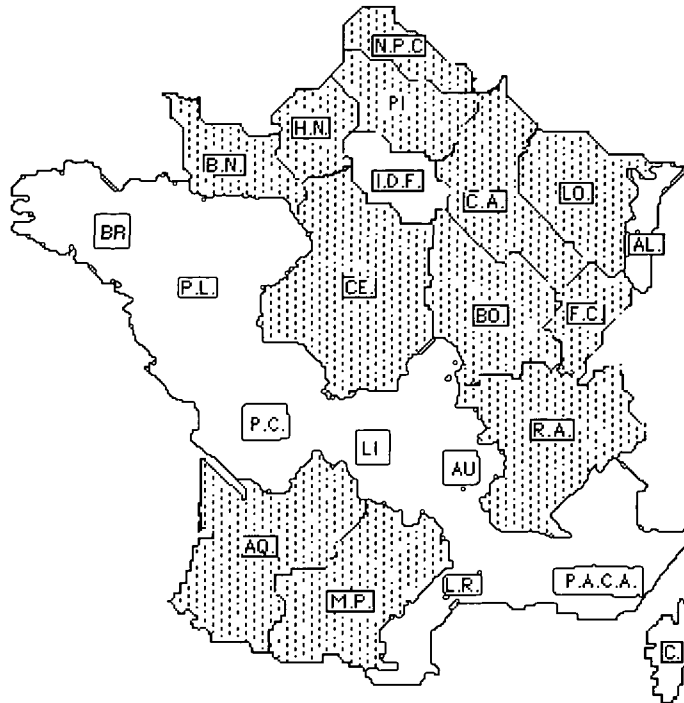 N.P.C
PI
H.N.
B.N.
I.D.F.
C.A.
LO.
BR
AL.
P.L.
CE.
BO.
F.C.
P.C.
R.A.
LI
AU
AQ.
M.P.
L.R.
P.A.C.A.
C.